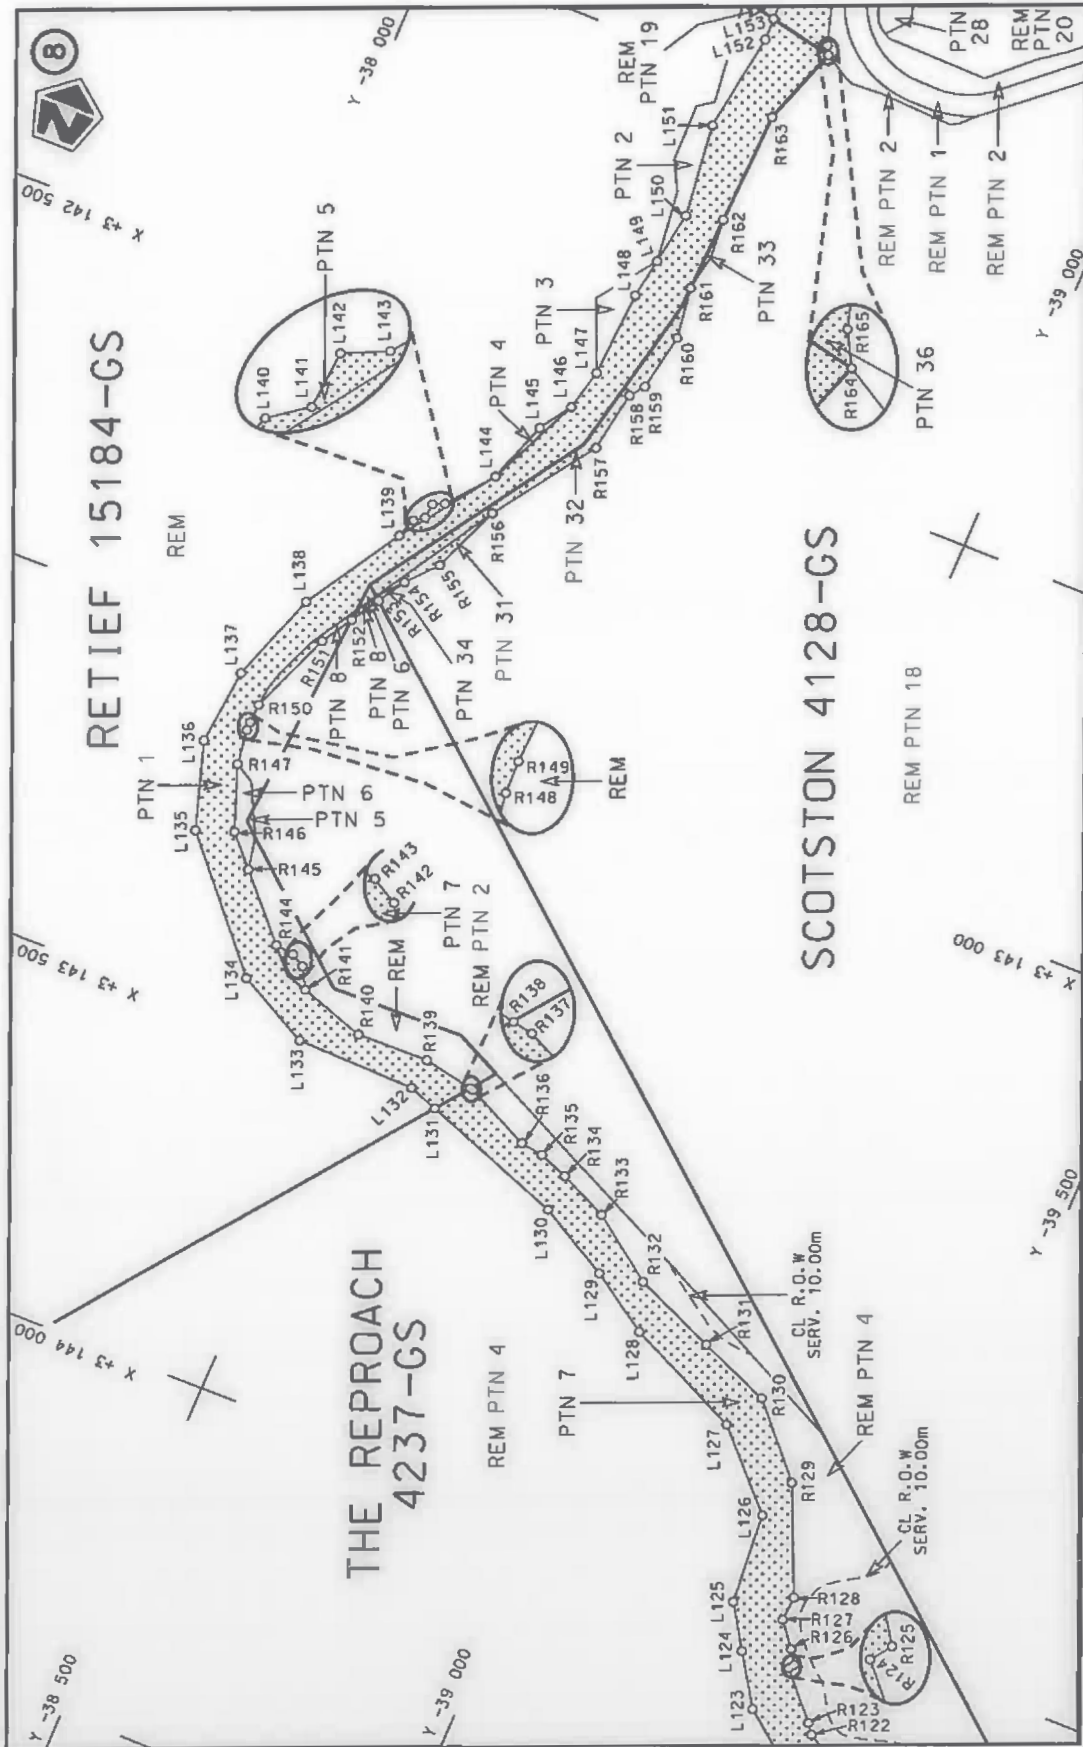 8
N
Y -38 000
X +3 142 500
RETIEF 15184-GS
REM
PTN 5
L140
L141
L142
L143
REM
PTN 19
L153
L152
L151
PTN 2
L150
L149
L148
PTN 3
L147
L146
L145
PTN 4
L144
L139
L138
L137
L136
PTN 1
L135
L134
L133
L132
L131
L130
L129
L128
L127
L126
L125
L124
L123
PTN
28
REM
PTN
20
REM PTN 2
REM PTN 1
REM PTN 2
Y -39 000
R163
R162
PTN 33
R161
R160
R159
R158
R157
PTN 32
R156
R155
R154
R153
PTN 31
PTN 34
PTN 6
PTN 8
R152
PTN 8
R151
R150
R149
R148
REM
R147
PTN 6
PTN 5
R146
R145
R144
R143
R142
PTN 7
R141
REM
R140
R139
REM PTN 2
R138
R137
R136
R135
R134
R133
R132
R131
R130
R129
R128
R127
R126
R125
R124
R123
R122
R164
R165
PTN 36
SCOTSTON 4128-GS
REM PTN 18
X +3 143 000
X +3 143 500
X +3 144 000
THE REPROACH
4237-GS
REM PTN 4
PTN 7
CL R.O.W
SERV. 10.00m
REM PTN 4
CL R.O.W
SERV. 10.00m
Y -39 500
Y -38 500
Y -39 000